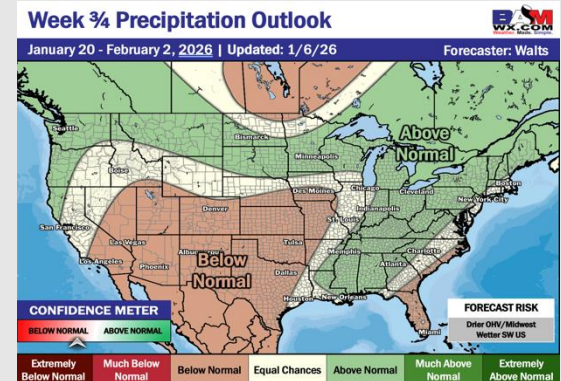 Week ¾ Precipitation Outlook
BAM
WX.COM
Weather Made Simple.
January 20 - February 2, 2026 | Updated: 1/6/26
Forecaster: Walts
Seattle
Bismarck
Above
Normal
Minneapolis
Boise
Boston
Des Moines
Chicago
Cleveland
New York City
Denver
Indianapolis
St. Louis
San Francisco
Las Vegas
Tulsa
Charlotte
Memphis
Los Angeles
Below
Normal
Phoenix
Atlanta
Dallas
Houston
New Orleans
Miami
CONFIDENCE METER
BELOW NORMAL
ABOVE NORMAL
FORECAST RISK
Drier OHV/Midwest
Wetter SW US
Extremely
Below Normal
Much Below
Normal
Below Normal
Equal Chances
Above Normal
Much Above
Normal
Extremely
Above Normal